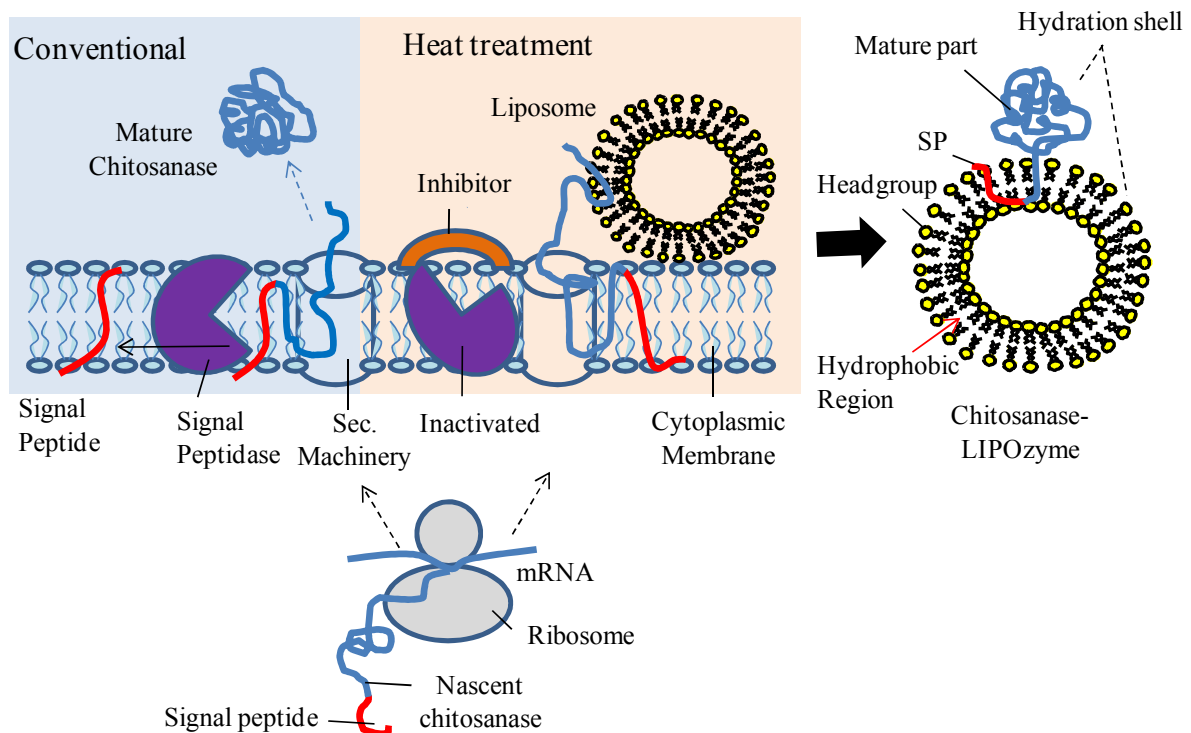 Conventional
Heat treatment
Mature
Chitosanase
Liposome
Inhibitor
Hydration shell
Mature part
SP
Headgroup
Hydrophobic
Region
Chitosanase-
LIPOzyme
Signal
Peptide
Signal
Peptidase
Sec.
Machinery
Inactivated
Cytoplasmic
Membrane
mRNA
Ribosome
Nascent
chitosanase
Signal peptide